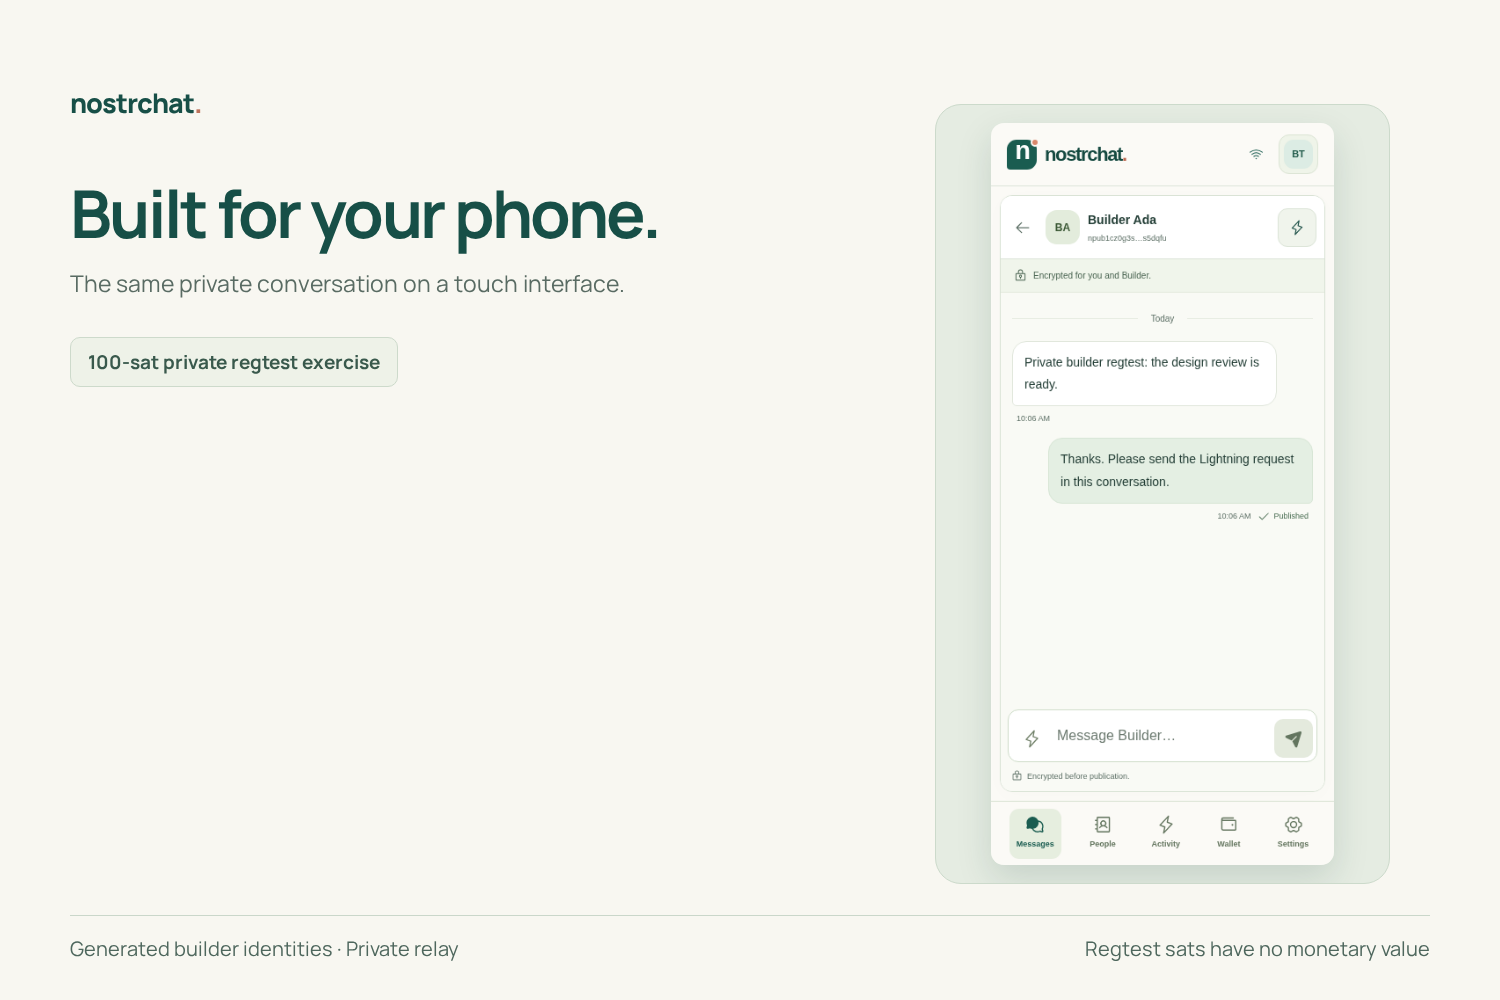 nostrchat.
Built for your phone.
The same private conversation on a touch interface.
100-sat private regtest exercise
n nostrchat.
BT
BA
Builder Ada
npub1cz0g3s...s5dqfu
Encrypted for you and Builder.
Today
Private builder regtest: the design review is
ready.
10:06 AM
Thanks. Please send the Lightning request
in this conversation.
10:06 AM Published
Message Builder…
Encrypted before publication.
Messages People Activity Wallet Settings
Generated builder identities · Private relay
Regtest sats have no monetary value